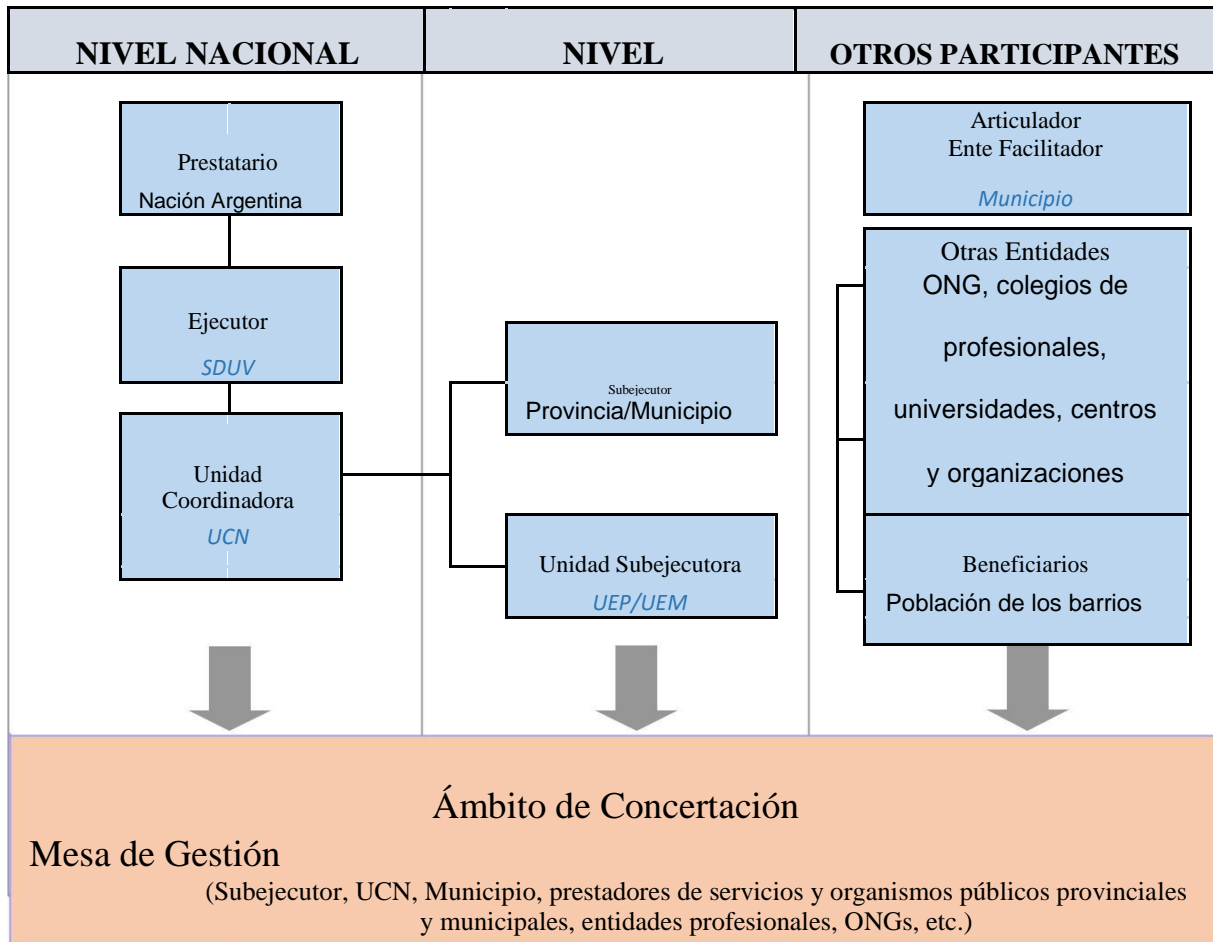 NIVEL NACIONAL
NIVEL
OTROS PARTICIPANTES
Prestatario
Nación Argentina
Ejecutor
SDUV
Unidad
Coordinadora
UCN
Subejecutor
Provincia/Municipio
Unidad Subejecutora
UEP/UEM
Articulador
Ente Facilitador
Municipio
Otras Entidades
ONG, colegios de
profesionales,
universidades, centros
y organizaciones
Beneficiarios
Población de los barrios
Ámbito de Concertación
Mesa de Gestión
(Subejecutor, UCN, Municipio, prestadores de servicios y organismos públicos provinciales
y municipales, entidades profesionales, ONGs, etc.)